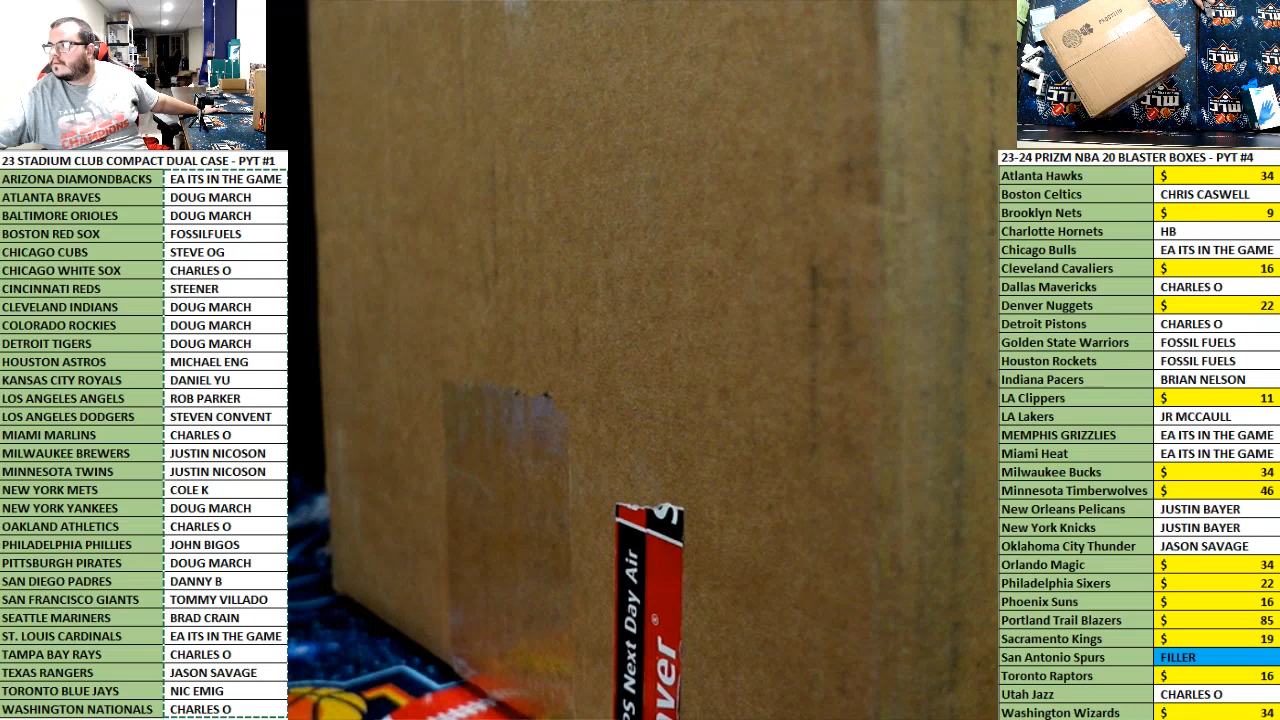 CHAMPIONS
23 STADIUM CLUB COMPACT DUAL CASE - PYT #1
ARIZONA DIAMONDBACKS EA ITS IN THE GAME
ATLANTA BRAVES DOUG MARCH
BALTIMORE ORIOLES DOUG MARCH
BOSTON RED SOX FOSSILFUELS
CHICAGO CUBS STEVE OG
CHICAGO WHITE SOX CHARLES O
CINCINNATI REDS STEENER
CLEVELAND INDIANS DOUG MARCH
COLORADO ROCKIES DOUG MARCH
DETROIT TIGERS DOUG MARCH
HOUSTON ASTROS MICHAEL ENG
KANSAS CITY ROYALS DANIEL YU
LOS ANGELES ANGELS ROB PARKER
LOS ANGELES DODGERS STEVEN CONVENT
MIAMI MARLINS CHARLES O
MILWAUKEE BREWERS JUSTIN NICOSON
MINNESOTA TWINS JUSTIN NICOSON
NEW YORK METS COLE K
NEW YORK YANKEES DOUG MARCH
OAKLAND ATHLETICS CHARLES O
PHILADELPHIA PHILLIES JOHN BIGOS
PITTSBURGH PIRATES DOUG MARCH
SAN DIEGO PADRES DANNY B
SAN FRANCISCO GIANTS TOMMY VILLADO
SEATTLE MARINERS BRAD CRAIN
ST. LOUIS CARDINALS EA ITS IN THE GAME
TAMPA BAY RAYS CHARLES O
TEXAS RANGERS JASON SAVAGE
TORONTO BLUE JAYS NIC EMIG
WASHINGTON NATIONALS CHARLES O
PS Next Day Air
ver®
23-24 PRIZM NBA 20 BLASTER BOXES - PYT #4
Atlanta Hawks $ 34
Boston Celtics CHRIS CASWELL
Brooklyn Nets $ 9
Charlotte Hornets HB
Chicago Bulls EA ITS IN THE GAME
Cleveland Cavaliers $ 16
Dallas Mavericks CHARLES O
Denver Nuggets $ 22
Detroit Pistons CHARLES O
Golden State Warriors FOSSIL FUELS
Houston Rockets FOSSIL FUELS
Indiana Pacers BRIAN NELSON
LA Clippers $ 11
LA Lakers JR MCCAULL
MEMPHIS GRIZZLIES EA ITS IN THE GAME
Miami Heat EA ITS IN THE GAME
Milwaukee Bucks $ 34
Minnesota Timberwolves $ 46
New Orleans Pelicans JUSTIN BAYER
New York Knicks JUSTIN BAYER
Oklahoma City Thunder JASON SAVAGE
Orlando Magic $ 34
Philadelphia Sixers $ 22
Phoenix Suns $ 16
Portland Trail Blazers $ 85
Sacramento Kings $ 19
San Antonio Spurs FILLER
Toronto Raptors $ 16
Utah Jazz CHARLES O
Washington Wizards $ 34